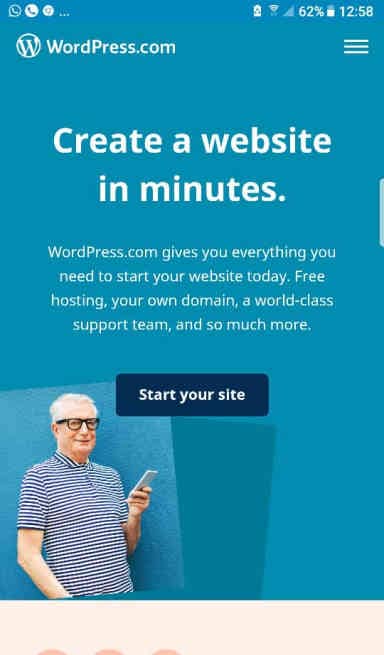 ... 62% 12:58
WordPress.com
Create a website
in minutes.
WordPress.com gives you everything you
need to start your website today. Free
hosting, your own domain, a world-class
support team, and so much more.
Start your site